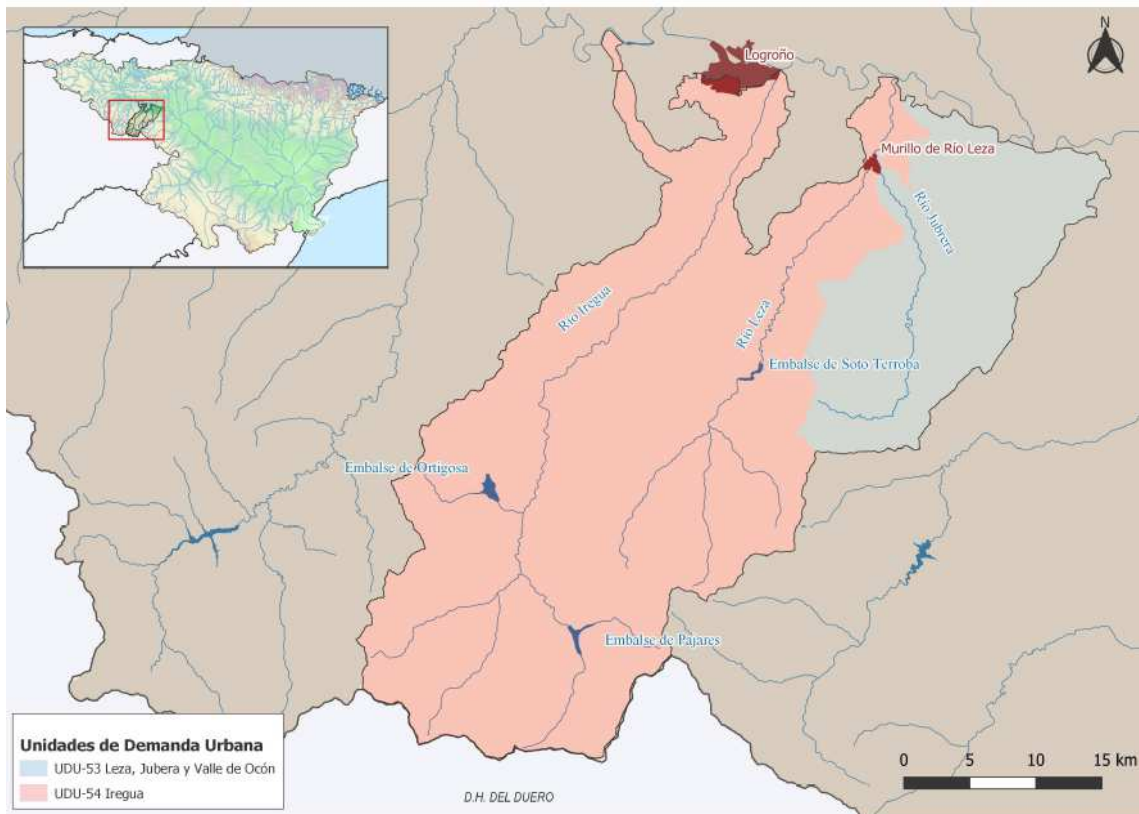 N
Logroño
Murillo de Río Leza
Río Jubrera
Río Iregua
Río Leza
Embalse de Soto Terroba
Embalse de Ortigosa
Embalse de Pajares
Unidades de Demanda Urbana
UDU-53 Leza, Jubera y Valle de Ocón
UDU-54 Iregua
0 5 10 15 km
D.H. DEL DUERO